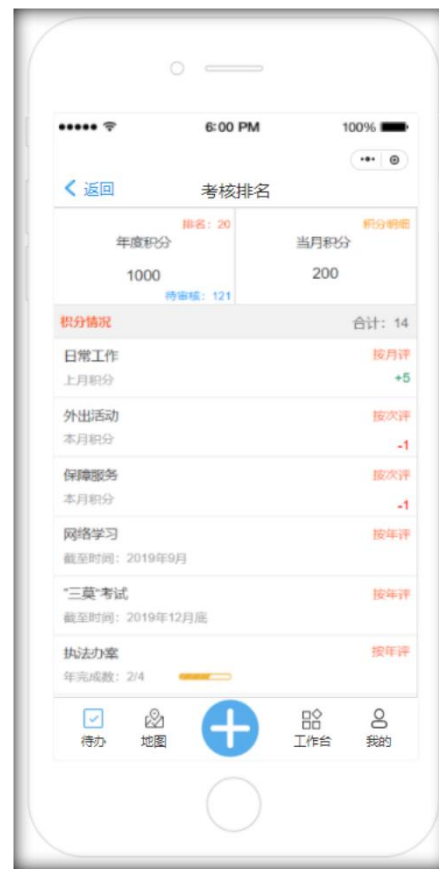 6:00 PM 100%
返回 考核排名
排名：20 积分明细
年度积分 当月积分
1000 200
待审核：121
积分情况 合计：14
日常工作 按月评
上月积分 +5
外出活动 按次评
本月积分 -1
保障服务 按次评
本月积分 -1
网络学习 按年评
截至时间：2019年9月
"三莫"考试 按年评
截至时间：2019年12月底
执法办案 按年评
年完成数：2/4
待办 地图 工作台 我的